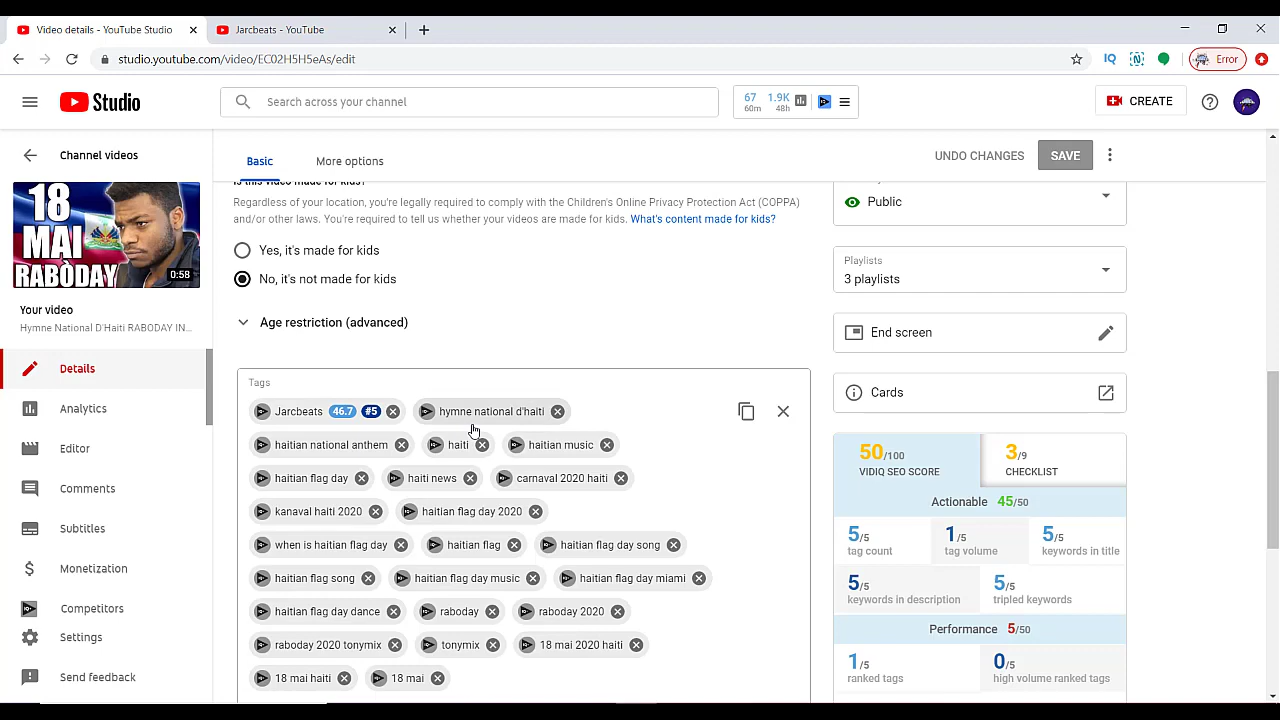 Video details - YouTube Studio
Jarcbeats - YouTube
studio.youtube.com/video/EC02H5H5eAs/edit
IQ
Error
Studio
Search across your channel
67
60m
1.9K
48h
CREATE
Channel videos
Basic
More options
UNDO CHANGES
SAVE
18
MAI
RABÒDAY
0:58
Your video
Hymne National D'Haiti RABODAY IN...
Details
Analytics
Editor
Comments
Subtitles
Monetization
Competitors
Settings
Send feedback
Is this video made for kids?
Regardless of your location, you're legally required to comply with the Children's Online Privacy Protection Act (COPPA)
and/or other laws. You're required to tell us whether your videos are made for kids. What's content made for kids?
Yes, it's made for kids
No, it's not made for kids
Age restriction (advanced)
Tags
Jarcbeats 46.7 #5 hymne national d'haiti
haitian national anthem haiti haitian music
haitian flag day haiti news carnaval 2020 haiti
kanaval haiti 2020 haitian flag day 2020
when is haitian flag day haitian flag haitian flag day song
haitian flag song haitian flag day music haitian flag day miami
haitian flag day dance raboday raboday 2020
raboday 2020 tonymix tonymix 18 mai 2020 haiti
18 mai haiti 18 mai
Public
Playlists
3 playlists
End screen
Cards
50/100
VIDIQ SEO SCORE
3/9
CHECKLIST
Actionable 45/50
5/5
tag count
1/5
tag volume
5/5
keywords in title
5/5
keywords in description
5/5
tripled keywords
Performance 5/50
1/5
ranked tags
0/5
high volume ranked tags